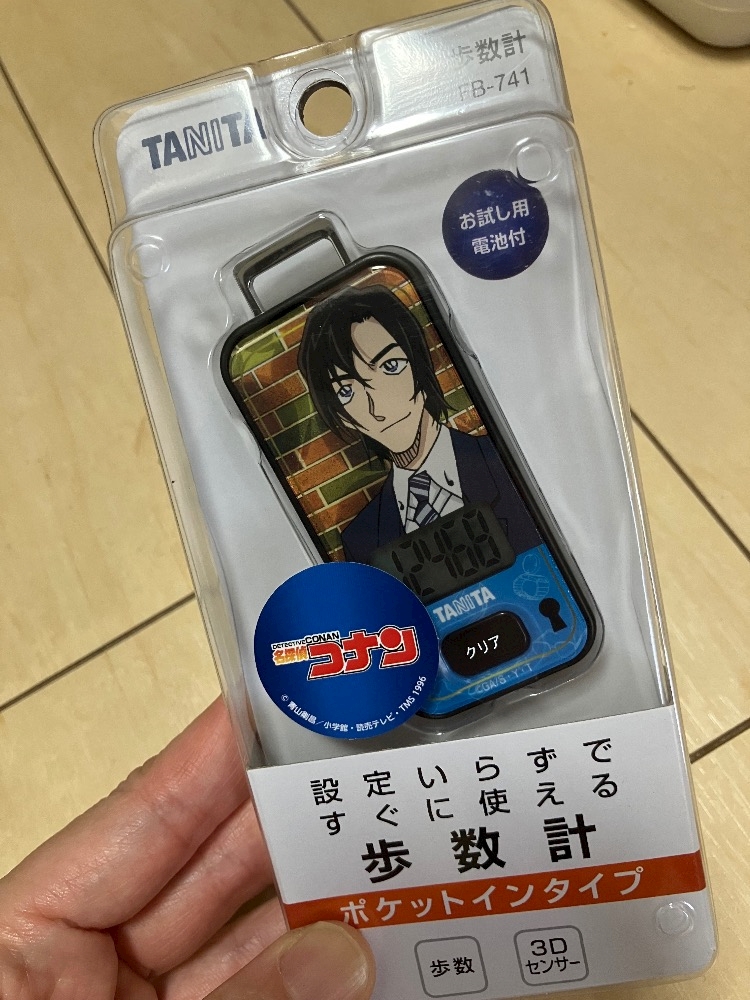 TANITA
歩数計
FB-741
お試し用
電池付
12468
TANITA
クリア
DETECTIVE CONAN
名探偵
コナン
© 青山剛昌/小学館・読売テレビ・TMS 1996
設定いらずで
すぐに使える
歩数計
ポケットインタイプ
歩数
3D
センサー